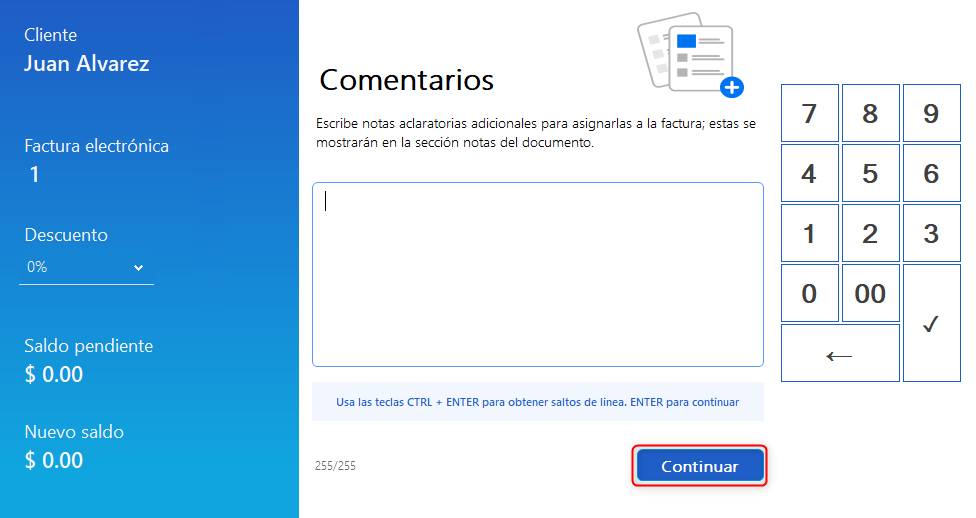 Cliente
Juan Alvarez
Factura electrónica
1
Descuento
0%
Saldo pendiente
$ 0.00
Nuevo saldo
$ 0.00
Comentarios
Escribe notas aclaratorias adicionales para asignarlas a la factura; estas se
mostrarán en la sección notas del documento.
Usa las teclas CTRL + ENTER para obtener saltos de linea. ENTER para continuar
255/255
Continuar
7 8 9
4 5 6
1 2 3
0 00 ✓
←